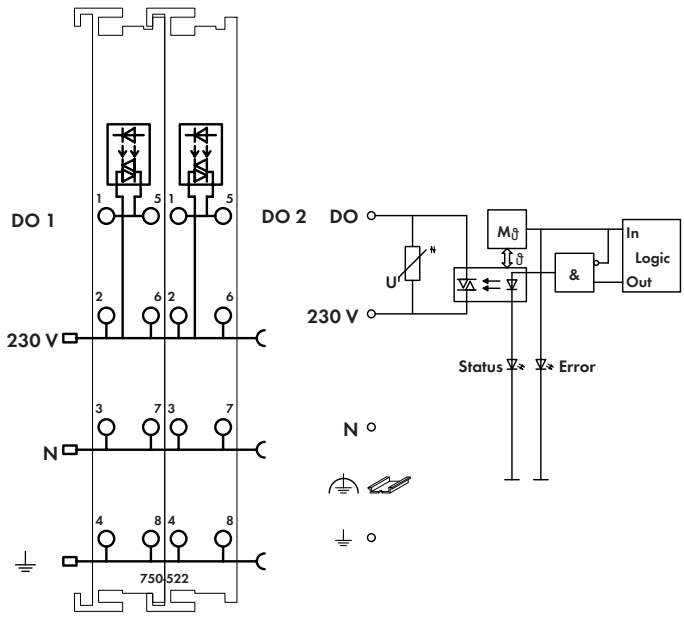 1 5 1 5
DO 1
DO 2
2 6 2 6
230 V
3 7 3 7
N
4 8 4 8
750-522
DO
Mϑ
In
ϑ
Logic
U
&
Out
230 V
Status
Error
N